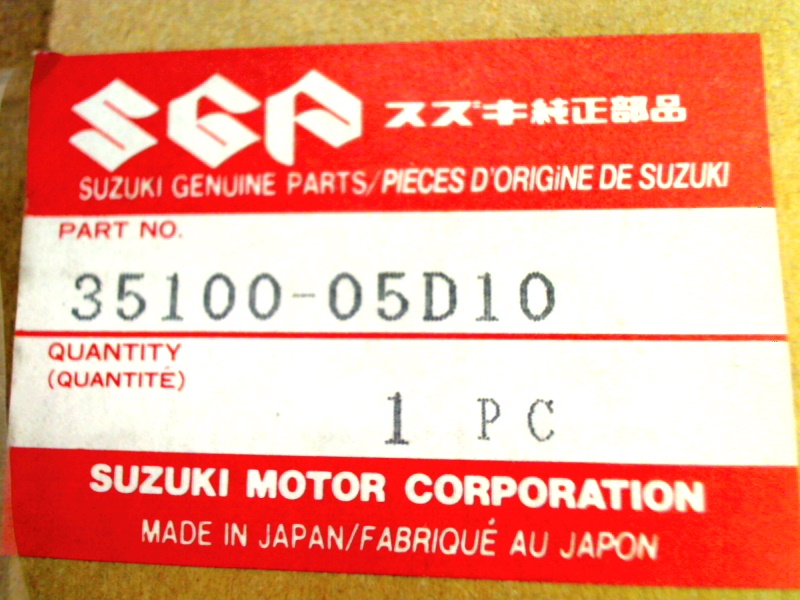 SGP スズキ純正部品
SUZUKI GENUINE PARTS/PIECES D'ORIGINE DE SUZUKI
PART NO.
35100-05D10
QUANTITY
(QUANTITÉ)
1 PC
SUZUKI MOTOR CORPORATION
MADE IN JAPAN/FABRIQUÉ AU JAPON